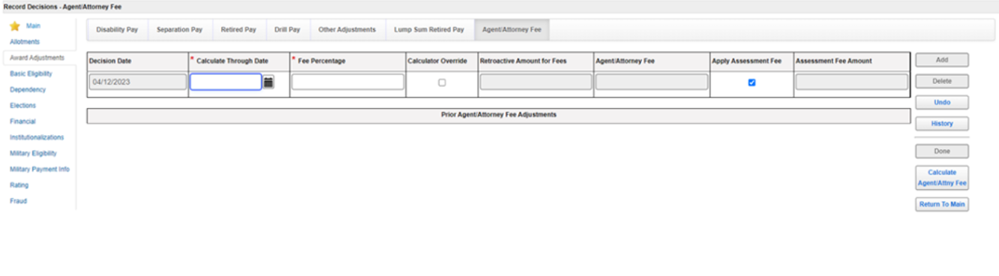 Record Decisions - Agent/Attorney Fee
Main
Allotments
Award Adjustments
Basic Eligibility
Dependency
Elections
Financial
Institutionalizations
Military Eligibility
Military Payment Info
Rating
Fraud
Disability Pay Separation Pay Retired Pay Drill Pay Other Adjustments Lump Sum Retired Pay Agent/Attorney Fee
Decision Date * Calculate Through Date * Fee Percentage Calculator Override Retroactive Amount for Fees Agent/Attorney Fee Apply Assessment Fee Assessment Fee Amount
04/12/2023
Prior Agent/Attorney Fee Adjustments
Add
Delete
Undo
History
Done
Calculate
Agent/Attny Fee
Return To Main